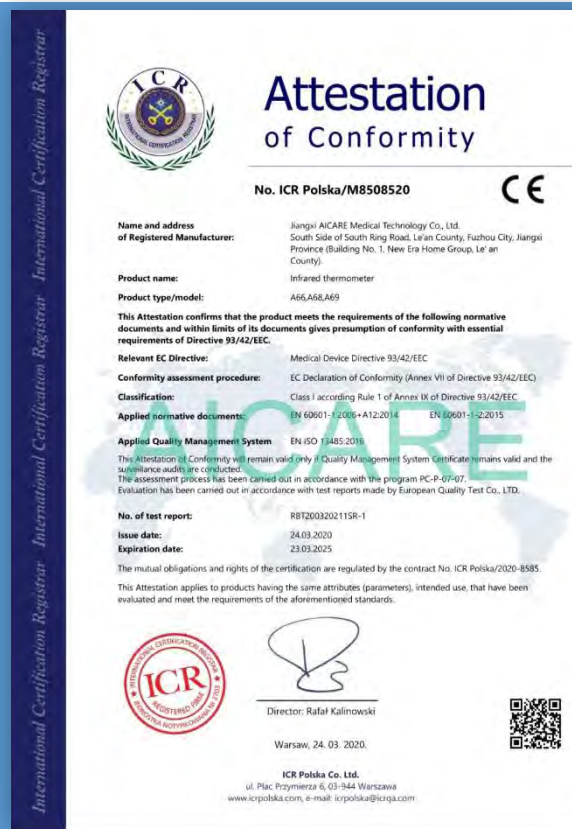 International Certification Registrar International Certification Registrar International Certification Registrar
ICR
INTERNATIONAL CERTIFICATION REGISTRAR
Attestation
of Conformity
No. ICR Polska/M8508520
CE
Name and address
of Registered Manufacturer:
Jiangxi AICARE Medical Technology Co., Ltd.
South Side of South Ring Road, Le'an County, Fuzhou City, Jiangxi
Province (Building No. 1, New Era Home Group, Le' an
County).
Product name: Infrared thermometer
Product type/model: A66,A68,A69
This Attestation confirms that the product meets the requirements of the following normative
documents and within limits of its documents gives presumption of conformity with essential
requirements of Directive 93/42/EEC.
Relevant EC Directive: Medical Device Directive 93/42/EEC
Conformity assessment procedure: EC Declaration of Conformity (Annex VII of Directive 93/42/EEC)
Classification: Class I according Rule 1 of Annex IX of Directive 93/42/EEC
Applied normative documents: EN 60601-1:2006+A12:2014 EN 60601-1-2:2015
AICARE
Applied Quality Management System EN ISO 13485:2016
This Attestation of Conformity will remain valid only if Quality Management System Certificate remains valid and the
surveillance audits are conducted.
The assessment process has been carried out in accordance with the program PC-P-07-07.
Evaluation has been carried out in accordance with test reports made by European Quality Test Co., LTD.
No. of test report: RBT200320211SR-1
Issue date: 24.03.2020
Expiration date: 23.03.2025
The mutual obligations and rights of the certification are regulated by the contract No. ICR Polska/2020-8585.
This Attestation applies to products having the same attributes (parameters), intended use, that have been
evaluated and meet the requirements of the aforementioned standards.
INTERNATIONAL CERTIFICATION REGISTRAR
ICR
REGISTERED FIRM
JEDNOSTKA NOTYFIKOWANA NR 2703
Director: Rafał Kalinowski
Warsaw, 24. 03. 2020.
ICR Polska Co. Ltd.
ul. Plac Przymierza 6, 03-944 Warszawa
www.icrpolska.com, e-mail: icrpolska@icrqa.com